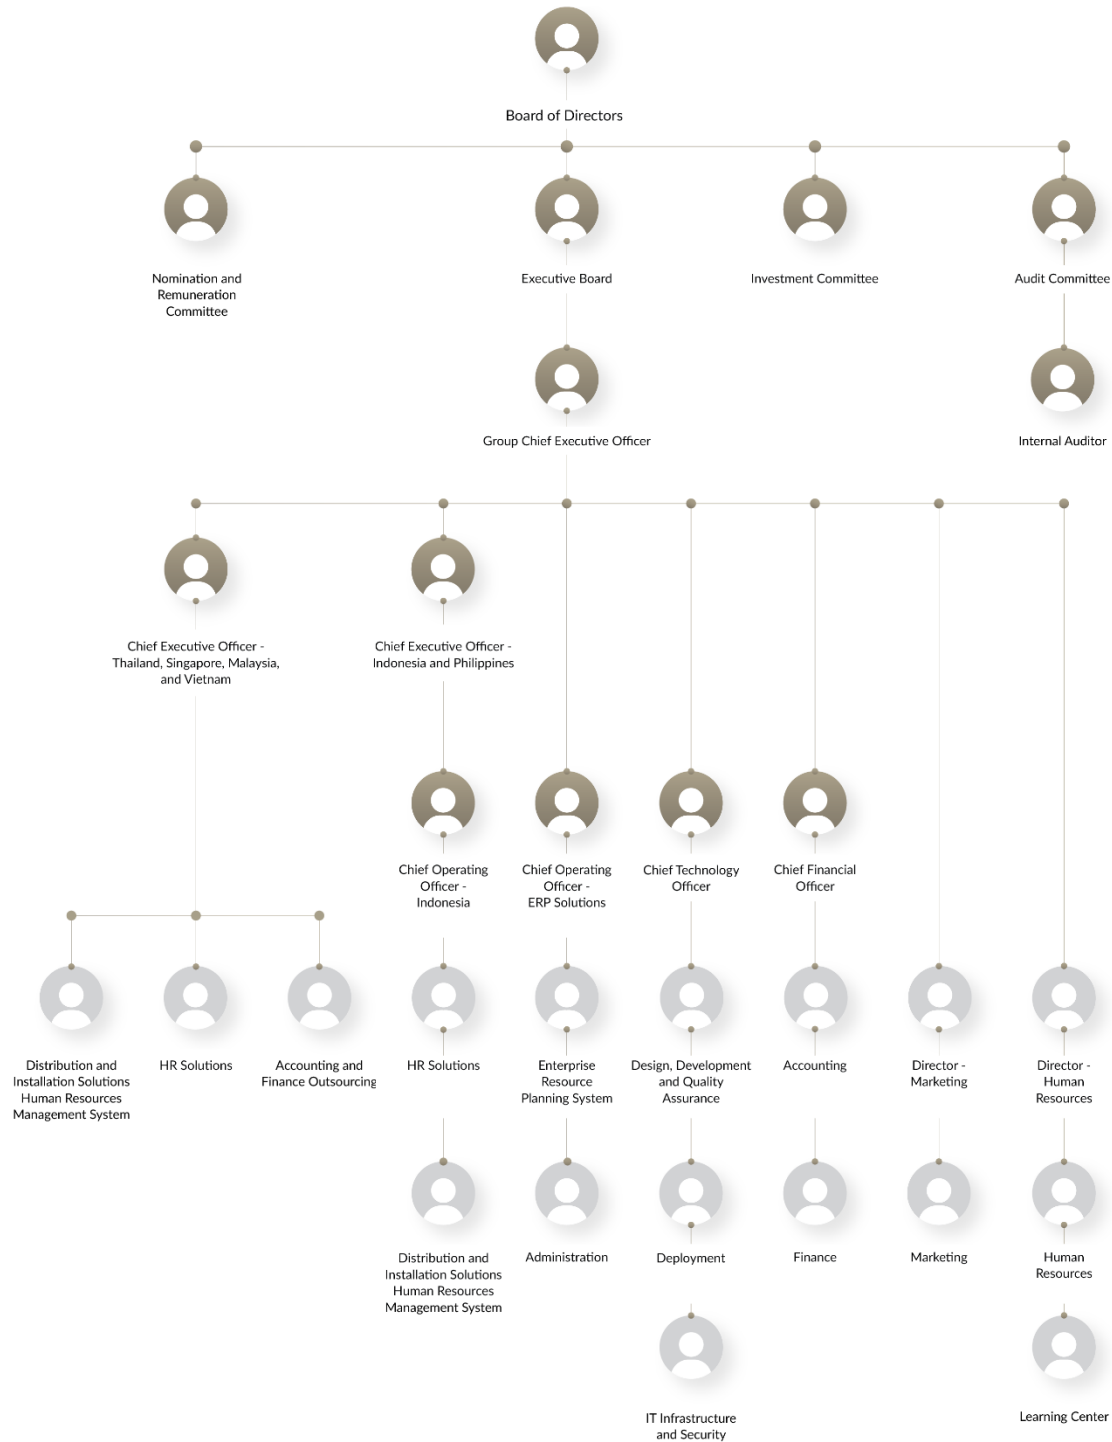 Board of Directors
Nomination and
Remuneration
Committee
Executive Board
Investment Committee
Audit Committee
Group Chief Executive Officer
Internal Auditor
Chief Executive Officer -
Thailand, Singapore, Malaysia,
and Vietnam
Chief Executive Officer -
Indonesia and Philippines
Chief Operating
Officer -
Indonesia
Chief Operating
Officer -
ERP Solutions
Chief Technology
Officer
Chief Financial
Officer
Distribution and
Installation Solutions
Human Resources
Management System
HR Solutions
Accounting and
Finance Outsourcing
HR Solutions
Enterprise
Resource
Planning System
Design, Development
and Quality
Assurance
Accounting
Director -
Marketing
Director -
Human
Resources
Distribution and
Installation Solutions
Human Resources
Management System
Administration
Deployment
Finance
Marketing
Human
Resources
IT Infrastructure
and Security
Learning Center